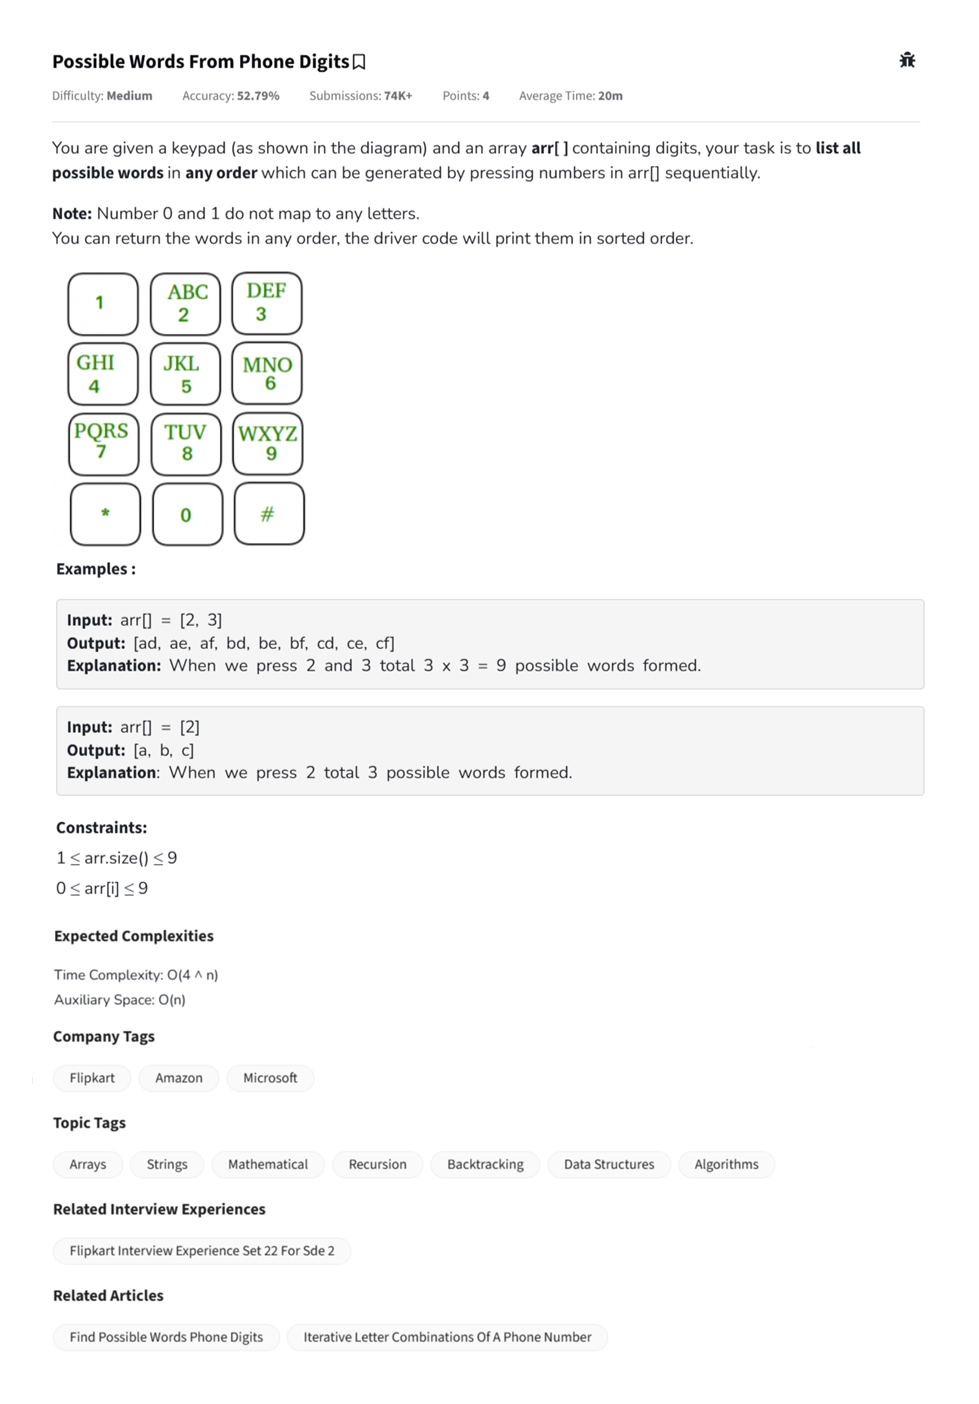 Possible Words From Phone Digits
Difficulty: Medium Accuracy: 52.79% Submissions: 74K+ Points: 4 Average Time: 20m
You are given a keypad (as shown in the diagram) and an array arr[ ] containing digits, your task is to list all
possible words in any order which can be generated by pressing numbers in arr[] sequentially.
Note: Number 0 and 1 do not map to any letters.
You can return the words in any order, the driver code will print them in sorted order.
1 ABC DEF
2 3
GHI JKL MNO
4 5 6
PQRS TUV WXYZ
7 8 9
* 0 #
Examples :
Input: arr[] = [2, 3]
Output: [ad, ae, af, bd, be, bf, cd, ce, cf]
Explanation: When we press 2 and 3 total 3 x 3 = 9 possible words formed.
Input: arr[] = [2]
Output: [a, b, c]
Explanation: When we press 2 total 3 possible words formed.
Constraints:
1 ≤ arr.size() ≤ 9
0 ≤ arr[i] ≤ 9
Expected Complexities
Time Complexity: O(4 ^ n)
Auxiliary Space: O(n)
Company Tags
Flipkart Amazon Microsoft
Topic Tags
Arrays Strings Mathematical Recursion Backtracking Data Structures Algorithms
Related Interview Experiences
Flipkart Interview Experience Set 22 For Sde 2
Related Articles
Find Possible Words Phone Digits Iterative Letter Combinations Of A Phone Number